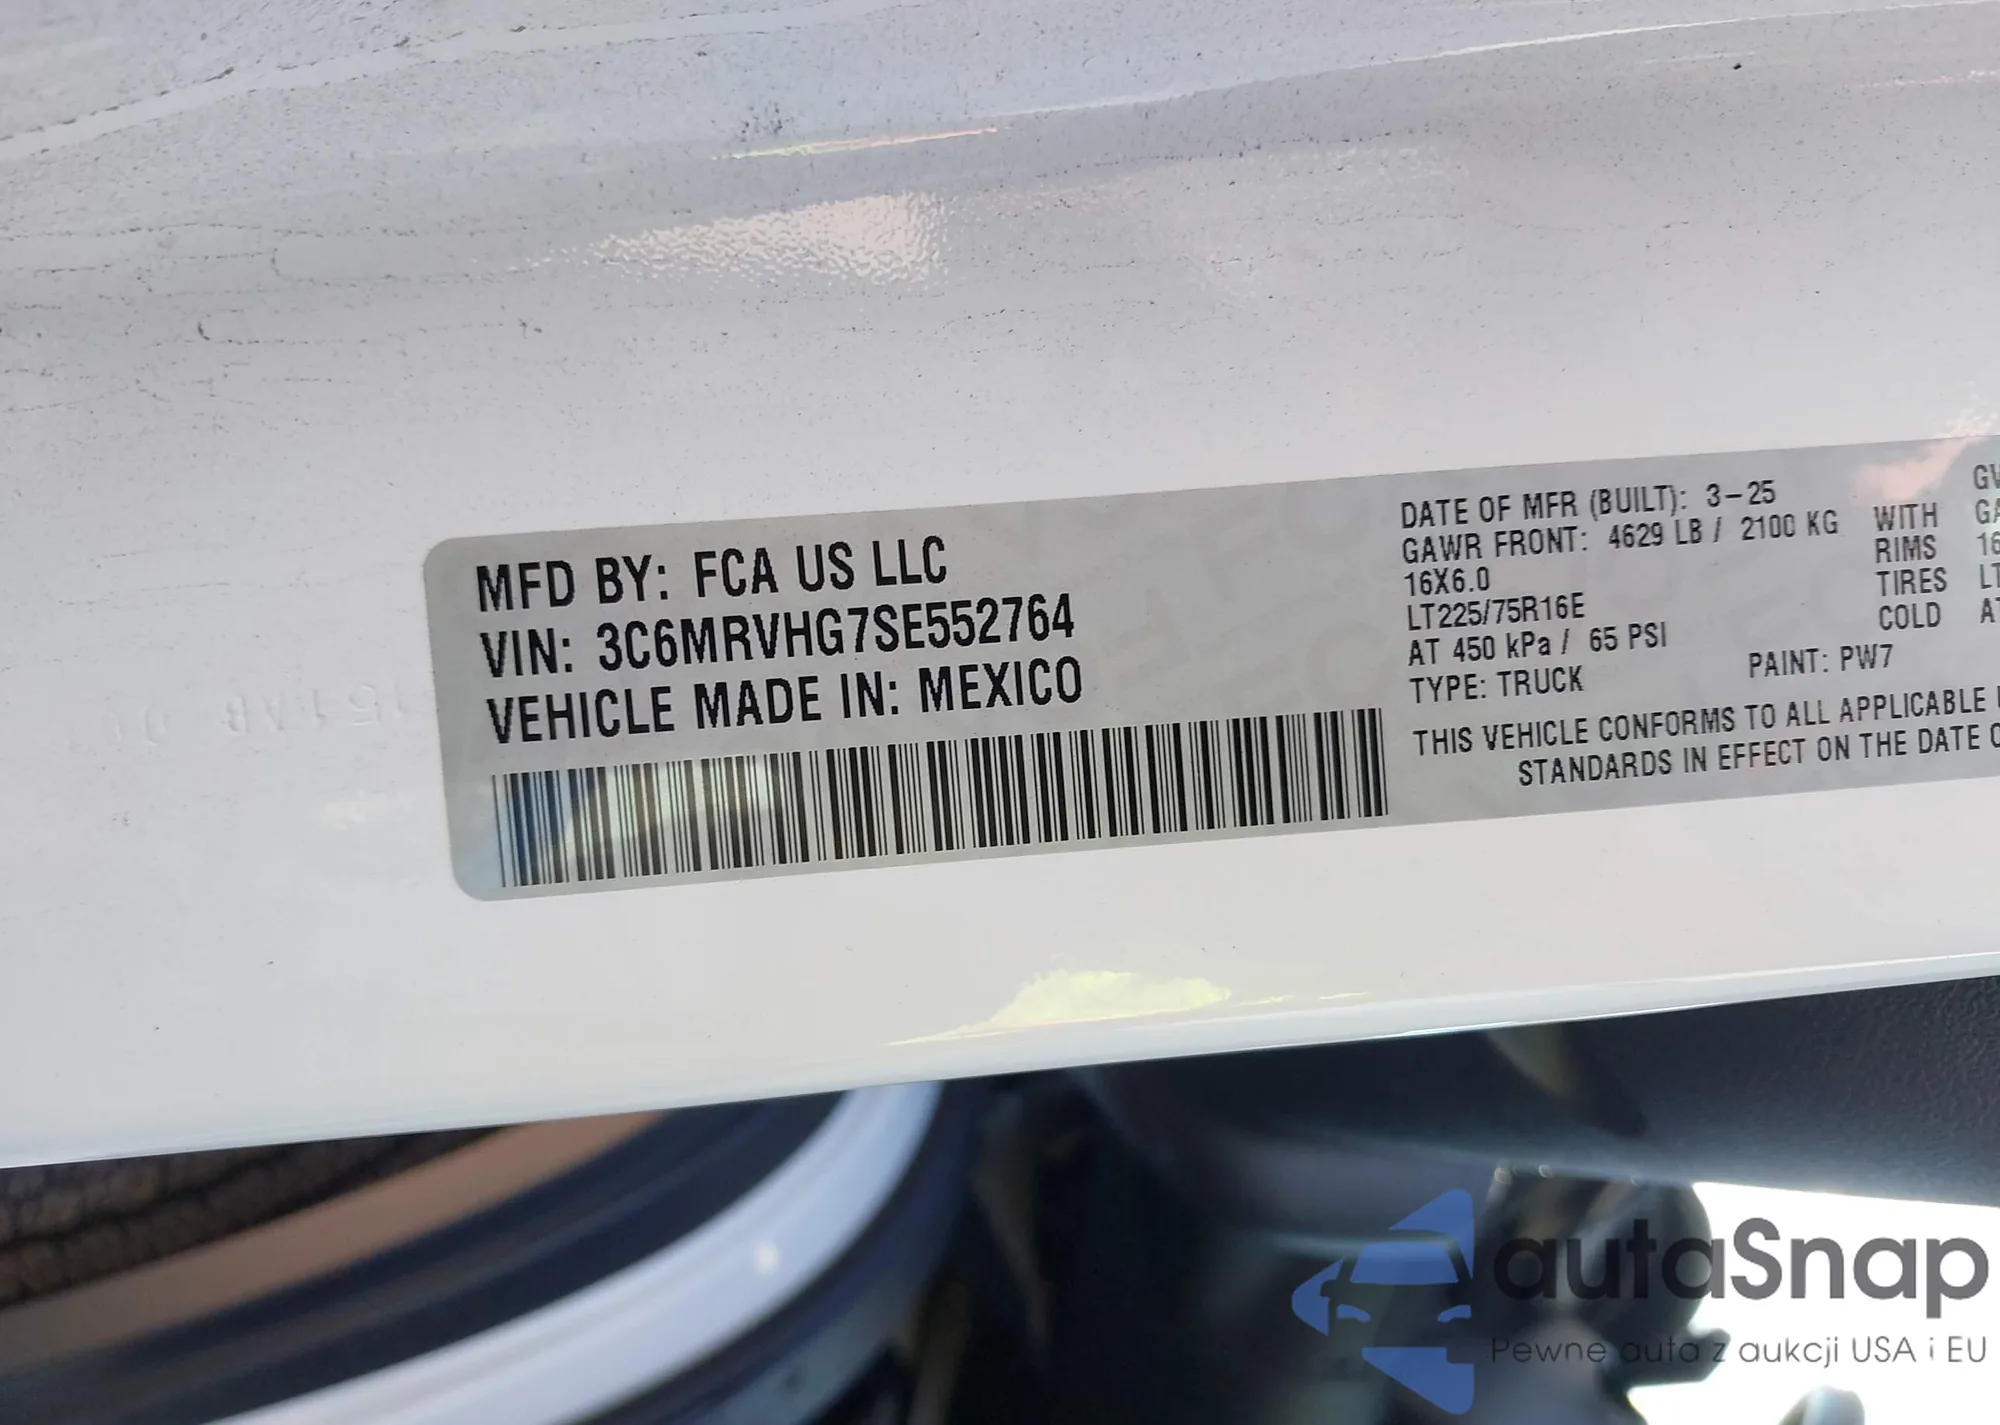 MFD BY: FCA US LLC
VIN: 3C6MRVHG7SE552764
VEHICLE MADE IN: MEXICO
DATE OF MFR (BUILT): 3-25
GAWR FRONT: 4629 LB / 2100 KG WITH
16X6.0 RIMS
LT225/75R16E TIRES
AT 450 kPa / 65 PSI COLD
TYPE: TRUCK PAINT: PW7
THIS VEHICLE CONFORMS TO ALL APPLICABLE
STANDARDS IN EFFECT ON THE DATE
autaSnap
Pewne auta z aukcji USA i EU